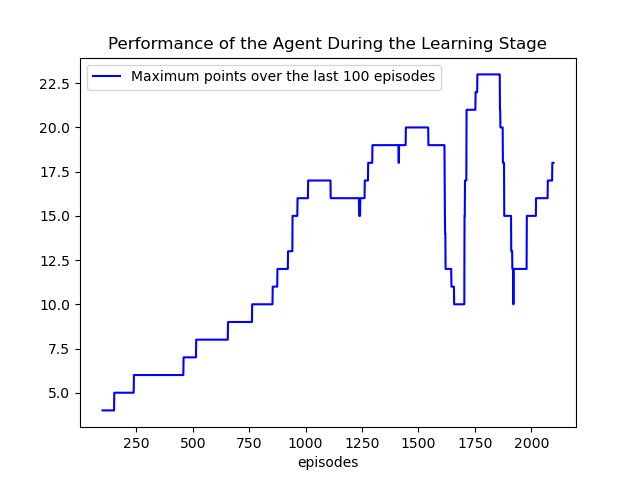 Performance of the Agent During the Learning Stage
Maximum points over the last 100 episodes
22.5
20.0
17.5
15.0
12.5
10.0
7.5
5.0
250 500 750 1000 1250 1500 1750 2000
episodes